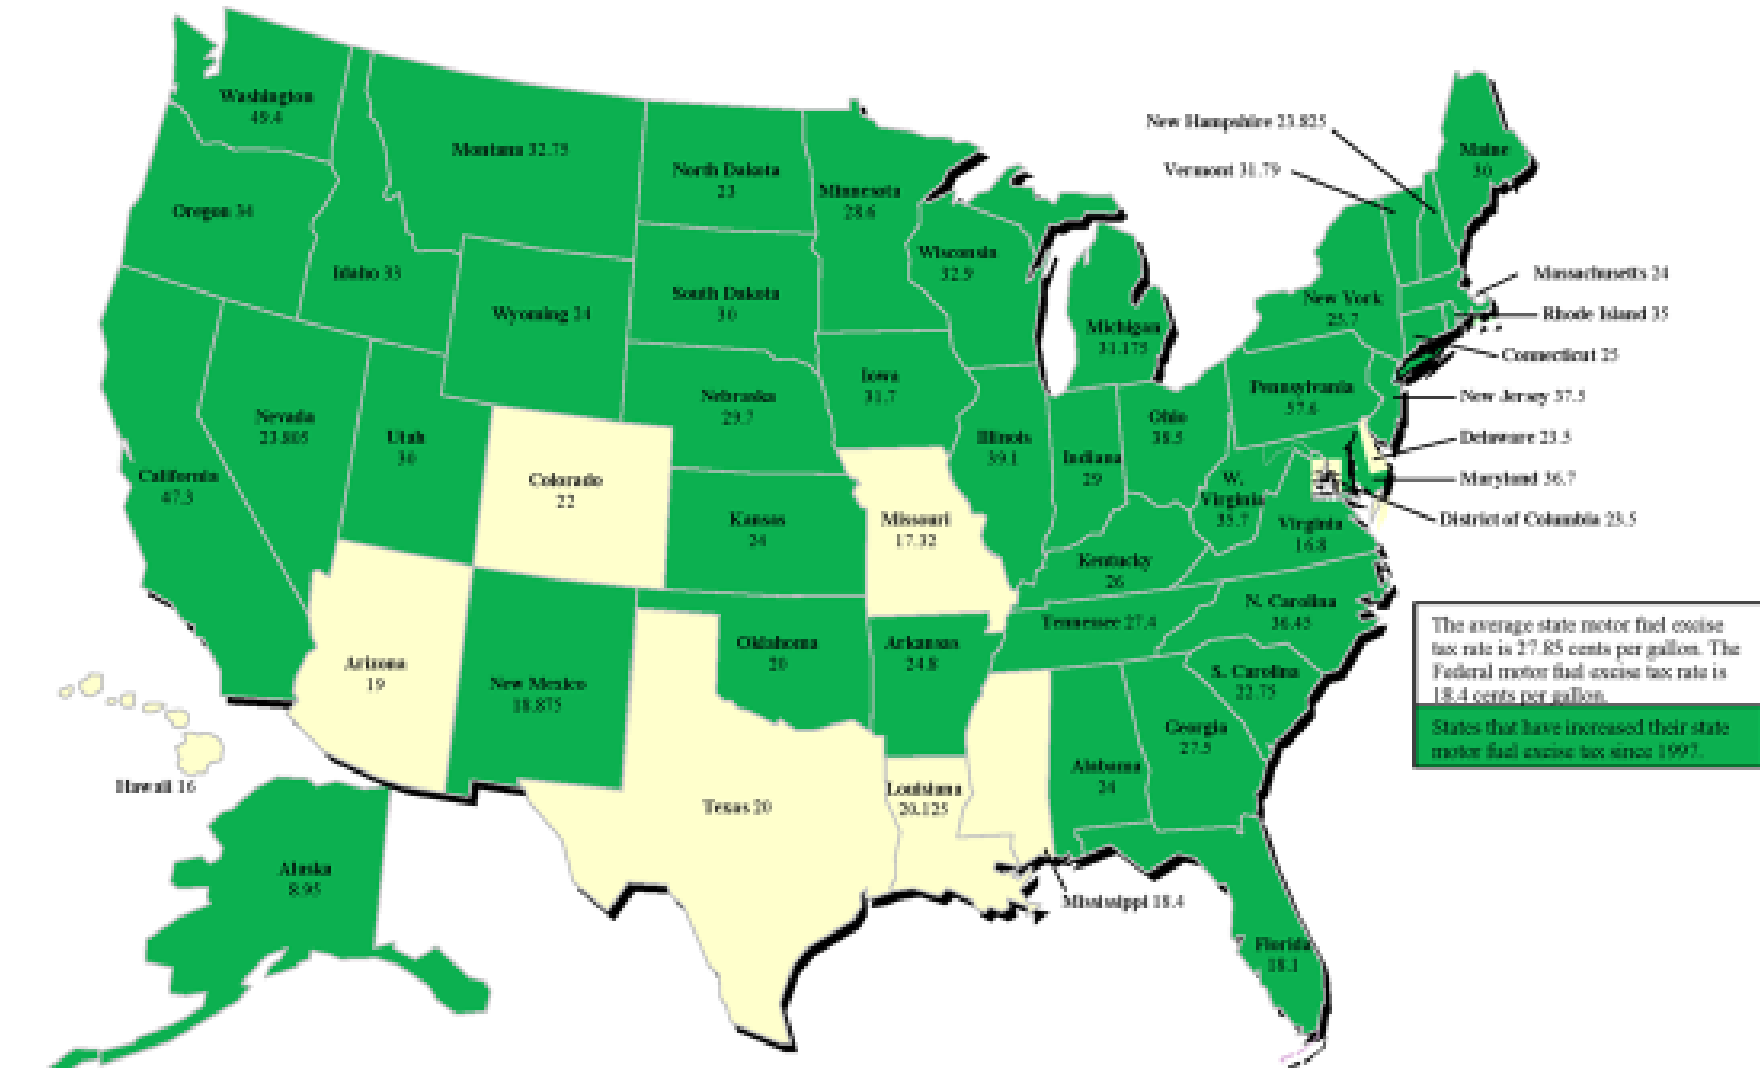 Washington
49.4
Montana 32.75
North Dakota
23
Minnesota
28.6
New Hampshire 23.825
Vermont 31.79
Maine
30
Oregon 34
Idaho 33
Wyoming 24
South Dakota
30
Wisconsin
32.9
Michigan
31.175
New York
25.7
Massachusetts 24
Rhode Island 35
Connecticut 25
New Jersey 37.5
Delaware 23.5
Maryland 36.7
District of Columbia 23.5
Nevada
23.805
Utah
30
California
47.3
Colorado
22
Nebraska
29.7
Iowa
31.7
Kansas
24
Missouri
17.32
Illinois
39.1
Indiana
29
Ohio
38.5
Pennsylvania
57.6
W.
Virginia
35.7
Virginia
16.8
Kentucky
26
Tennessee 27.4
N. Carolina
36.45
S. Carolina
22.75
Arizona
19
New Mexico
18.875
Oklahoma
20
Arkansas
24.8
Texas 20
Louisiana
20.125
Mississippi 18.4
Alabama
24
Georgia
27.5
Florida
18.1
Hawaii 16
Alaska
8.95
The average state motor fuel excise
tax rate is 27.85 cents per gallon. The
Federal motor fuel excise tax rate is
18.4 cents per gallon.
States that have increased their state
motor fuel excise tax since 1997.